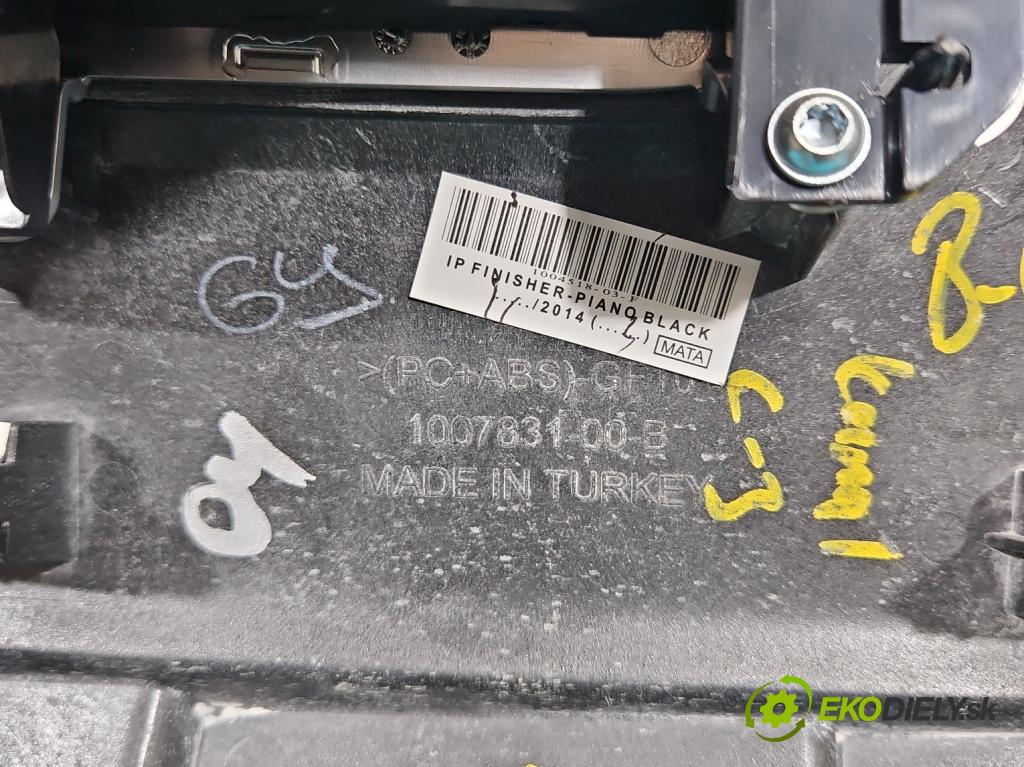 1004518-03-F
IP FINISHER-PIANO BLACK
...../2014 (......)
MATA
G4
>(PC+ABS)-GF10
1007831-00-B
MADE IN TURKEY
C-3
EKODIELY.sk